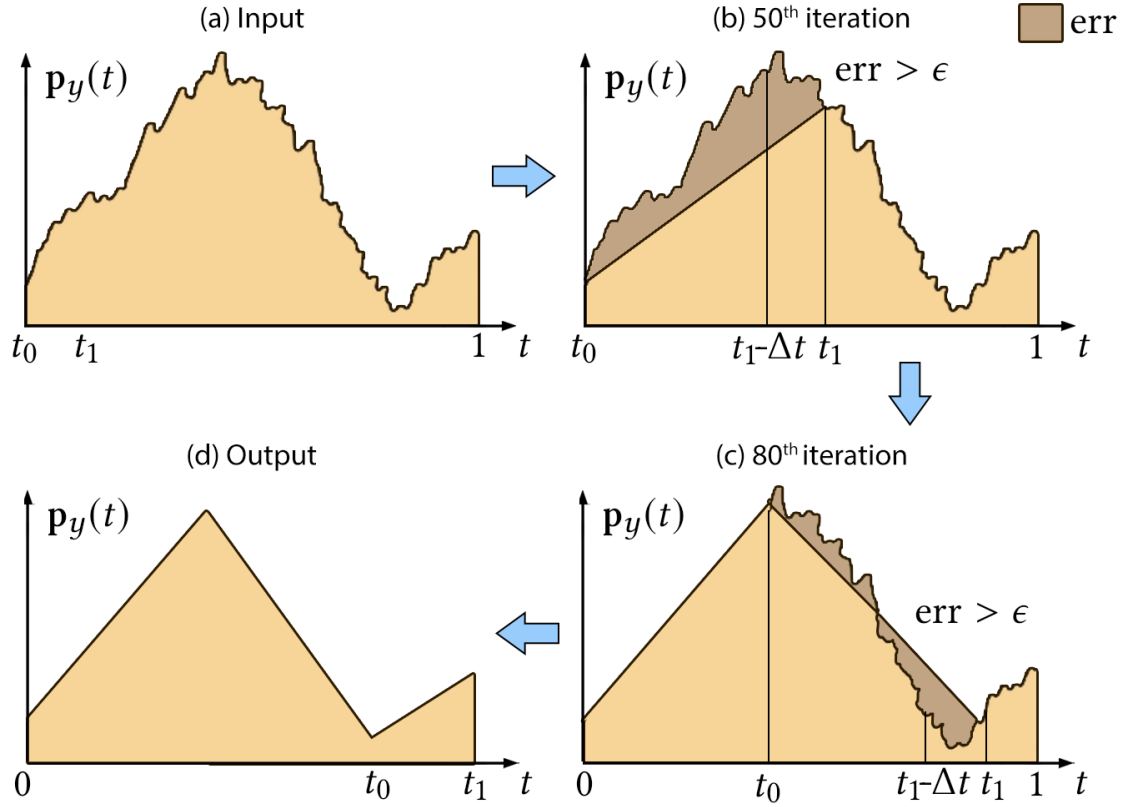 (a) Input
p_y(t)
t_0 t_1 1 t
(b) 50th iteration
err
p_y(t)
err > ϵ
t_0 t_1-Δt t_1 1 t
(d) Output
p_y(t)
0 t_0 t_1 t
(c) 80th iteration
p_y(t)
err > ϵ
0 t_0 t_1-Δt t_1 1 t